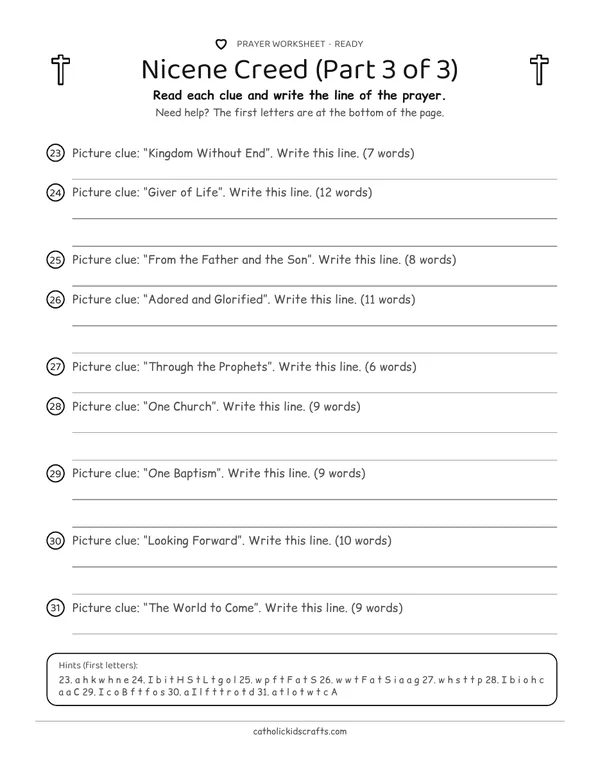 PRAYER WORKSHEET · READY
Nicene Creed (Part 3 of 3)
Read each clue and write the line of the prayer.
Need help? The first letters are at the bottom of the page.
23 Picture clue: “Kingdom Without End”. Write this line. (7 words)
24 Picture clue: “Giver of Life”. Write this line. (12 words)
25 Picture clue: “From the Father and the Son”. Write this line. (8 words)
26 Picture clue: “Adored and Glorified”. Write this line. (11 words)
27 Picture clue: “Through the Prophets”. Write this line. (6 words)
28 Picture clue: “One Church”. Write this line. (9 words)
29 Picture clue: “One Baptism”. Write this line. (9 words)
30 Picture clue: “Looking Forward”. Write this line. (10 words)
31 Picture clue: “The World to Come”. Write this line. (9 words)
Hints (first letters):
23. a h k w h n e 24. I b i t H S t L t g o l 25. w p f t F a t S 26. w w t F a t S i a a g 27. w h s t t p 28. I b i o h c
a a C 29. I c o B f t f o s 30. a I l f t t r o t d 31. a t l o t w t c A
catholickidscrafts.com